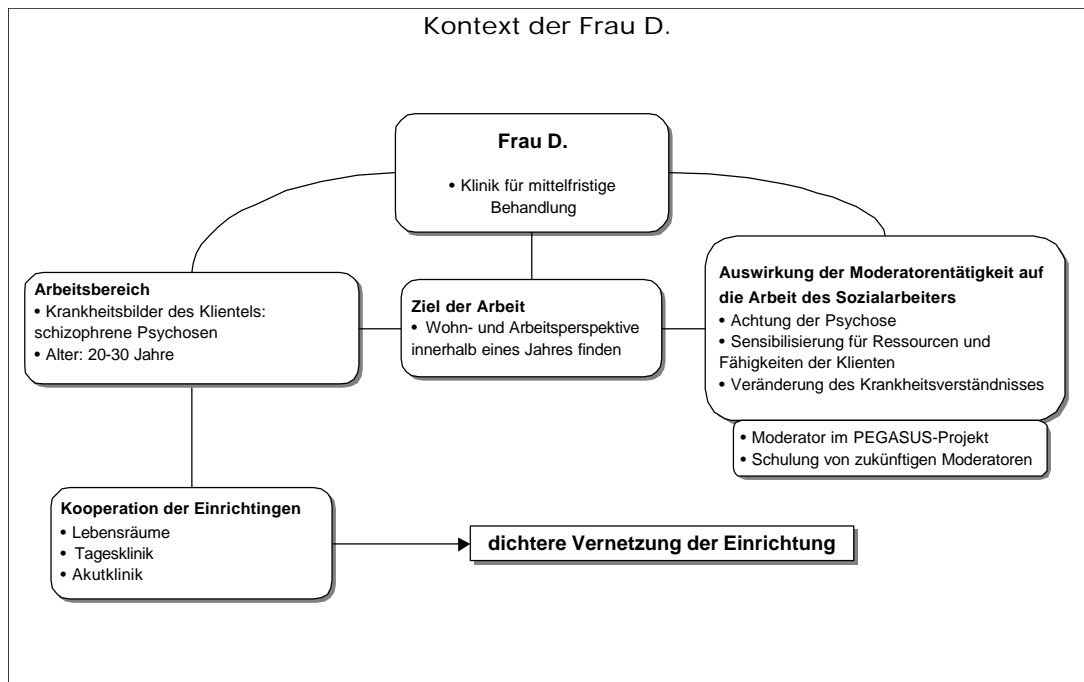 Kontext der Frau D.
Frau D.
• Klinik für mittelfristige
Behandlung
Arbeitsbereich
• Krankheitsbilder des Klientels:
schizophrene Psychosen
• Alter: 20-30 Jahre
Ziel der Arbeit
• Wohn- und Arbeitsperspektive
innerhalb eines Jahres finden
Auswirkung der Moderatorentätigkeit auf
die Arbeit des Sozialarbeiters
• Achtung der Psychose
• Sensibilisierung für Ressourcen und
Fähigkeiten der Klienten
• Veränderung des Krankheitsverständnisses
• Moderator im PEGASUS-Projekt
• Schulung von zukünftigen Moderatoren
Kooperation der Einrichtingen
• Lebensräume
• Tagesklinik
• Akutklinik
dichtere Vernetzung der Einrichtung